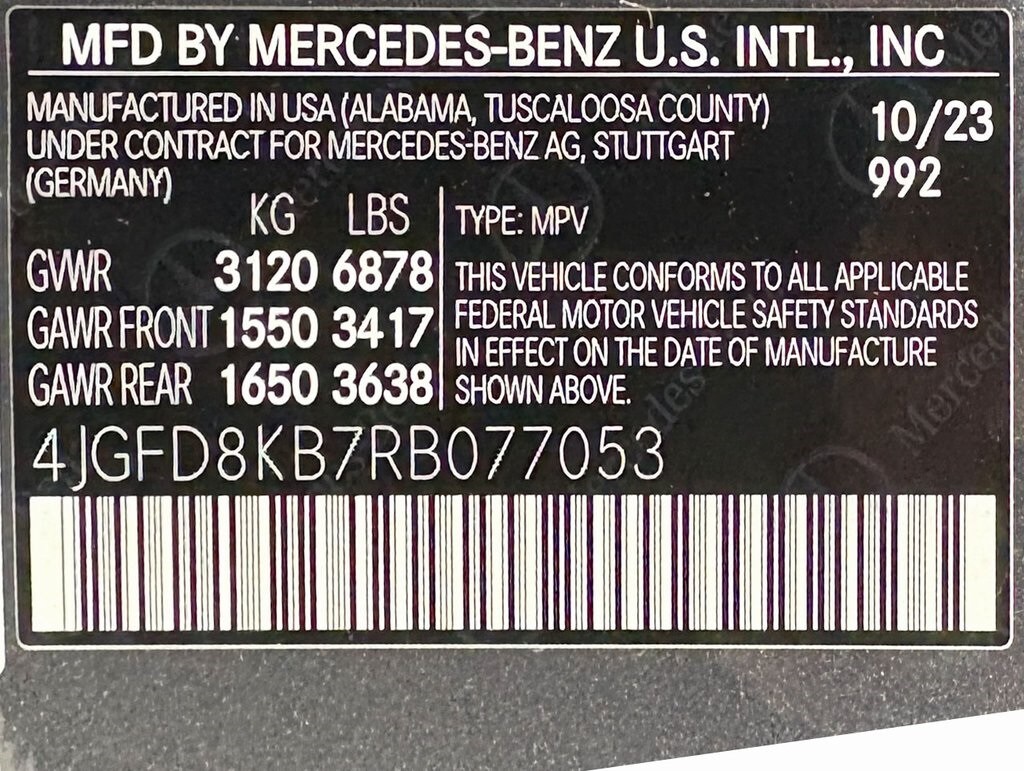 MFD BY MERCEDES-BENZ U.S. INTL., INC
MANUFACTURED IN USA (ALABAMA, TUSCALOOSA COUNTY)
UNDER CONTRACT FOR MERCEDES-BENZ AG, STUTTGART
(GERMANY)
10/23
992
KG LBS
GVWR 3120 6878
GAWR FRONT 1550 3417
GAWR REAR 1650 3638
TYPE: MPV
THIS VEHICLE CONFORMS TO ALL APPLICABLE
FEDERAL MOTOR VEHICLE SAFETY STANDARDS
IN EFFECT ON THE DATE OF MANUFACTURE
SHOWN ABOVE.
4JGFD8KB7RB077053